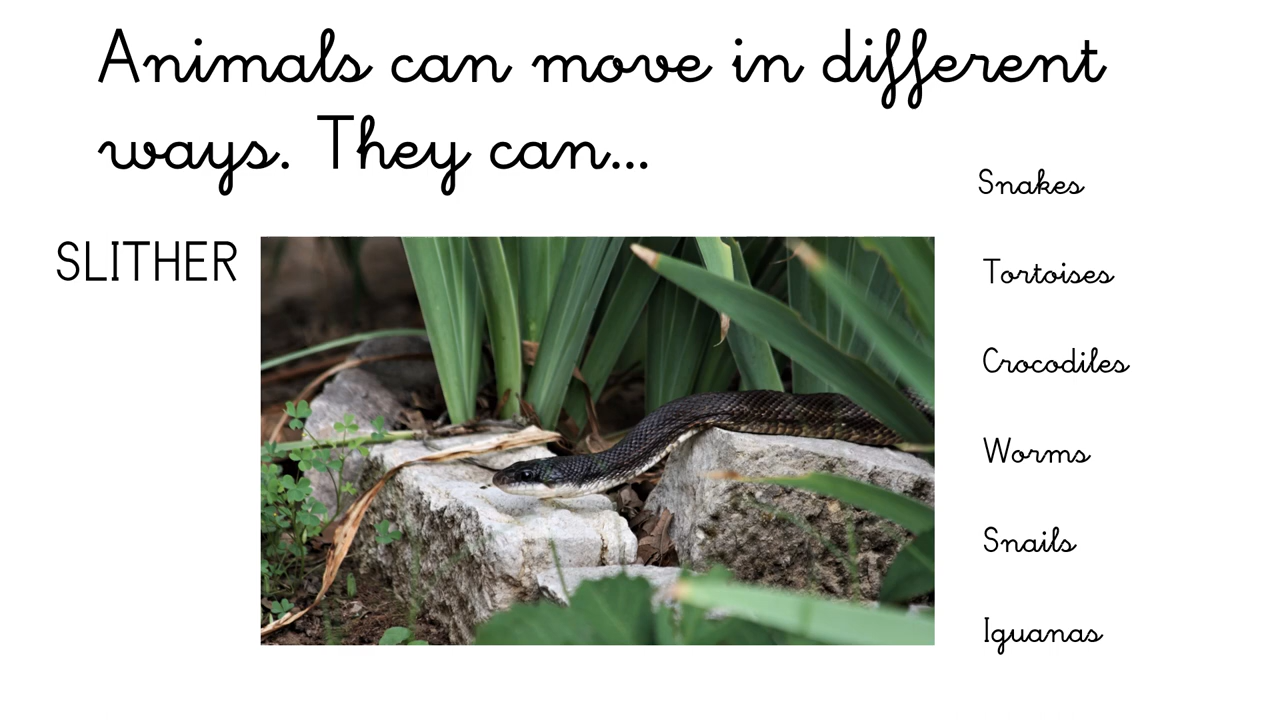 Animals can move in different
ways. They can...
SLITHER
Snakes
Tortoises
Crocodiles
Worms
Snails
Iguanas